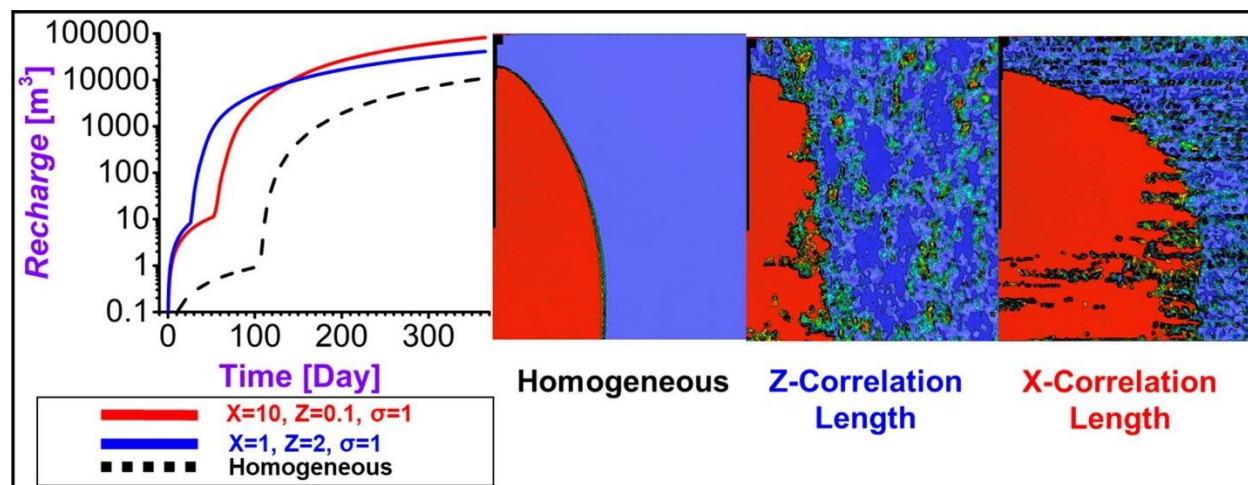 Recharge [m³]
100000
10000
1000
100
10
1
0.1
0
100
200
300
Time [Day]
X=10, Z=0.1, σ=1
X=1, Z=2, σ=1
Homogeneous
Homogeneous
Z-Correlation
Length
X-Correlation
Length